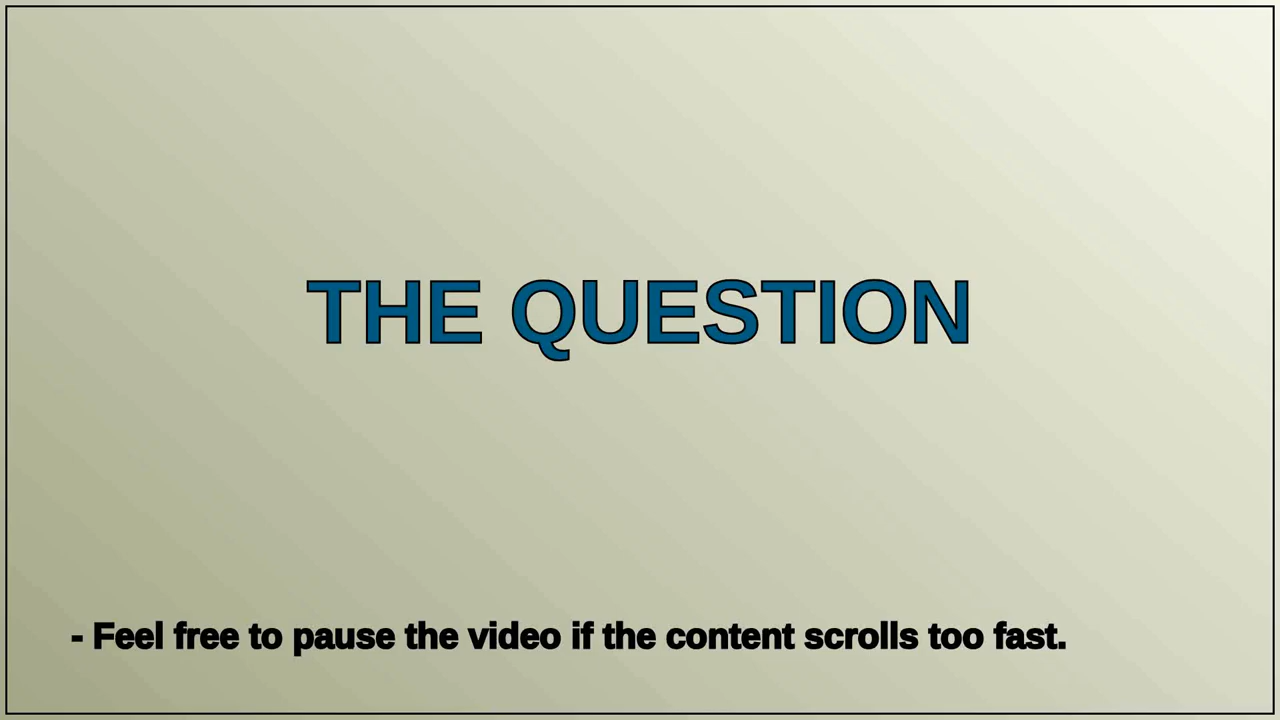 THE QUESTION
- Feel free to pause the video if the content scrolls too fast.